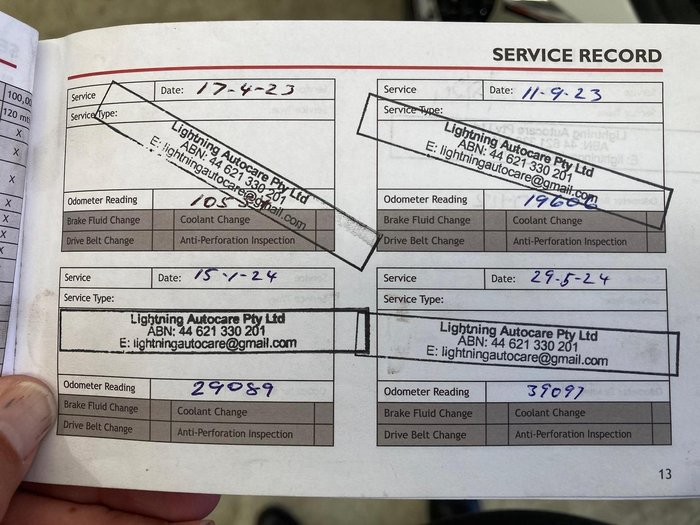 SERVICE RECORD
100,00
120 mt
X
X
X
X
X
X
X
Service Date: 17-4-23
Service Type:
Lightning Autocare Pty Ltd
ABN: 44 621 330 201
E: lightningautocare@gmail.com
Odometer Reading
Brake Fluid Change Coolant Change
Drive Belt Change Anti-Perforation Inspection
Service Date: 11-9-23
Service Type:
Lightning Autocare Pty Ltd
ABN: 44 621 330 201
E: lightningautocare@gmail.com
Odometer Reading
Brake Fluid Change Coolant Change
Drive Belt Change Anti-Perforation Inspection
Service Date: 15-1-24
Service Type:
Lightning Autocare Pty Ltd
ABN: 44 621 330 201
E: lightningautocare@gmail.com
Odometer Reading 29089
Brake Fluid Change Coolant Change
Drive Belt Change Anti-Perforation Inspection
Service Date: 29-5-24
Service Type:
Lightning Autocare Pty Ltd
ABN: 44 621 330 201
E: lightningautocare@gmail.com
Odometer Reading 39097
Brake Fluid Change Coolant Change
Drive Belt Change Anti-Perforation Inspection
13